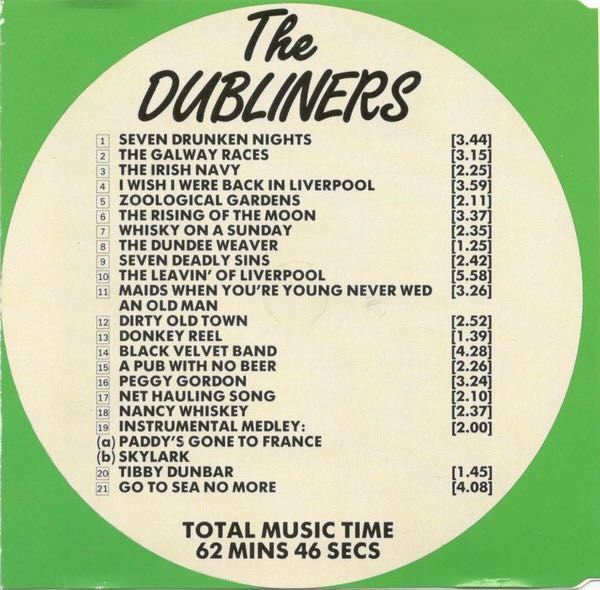 The
DUBLINERS
1 SEVEN DRUNKEN NIGHTS [3.44]
2 THE GALWAY RACES [3.15]
3 THE IRISH NAVY [2.25]
4 I WISH I WERE BACK IN LIVERPOOL [3.59]
5 ZOOLOGICAL GARDENS [2.11]
6 THE RISING OF THE MOON [3.37]
7 WHISKY ON A SUNDAY [2.35]
8 THE DUNDEE WEAVER [1.25]
9 SEVEN DEADLY SINS [2.42]
10 THE LEAVIN' OF LIVERPOOL [5.58]
11 MAIDS WHEN YOU'RE YOUNG NEVER WED [3.26]
AN OLD MAN
12 DIRTY OLD TOWN [2.52]
13 DONKEY REEL [1.39]
14 BLACK VELVET BAND [4.28]
15 A PUB WITH NO BEER [2.26]
16 PEGGY GORDON [3.24]
17 NET HAULING SONG [2.10]
18 NANCY WHISKEY [2.37]
19 INSTRUMENTAL MEDLEY: [2.00]
(a) PADDY'S GONE TO FRANCE
(b) SKYLARK
20 TIBBY DUNBAR [1.45]
21 GO TO SEA NO MORE [4.08]
TOTAL MUSIC TIME
62 MINS 46 SECS